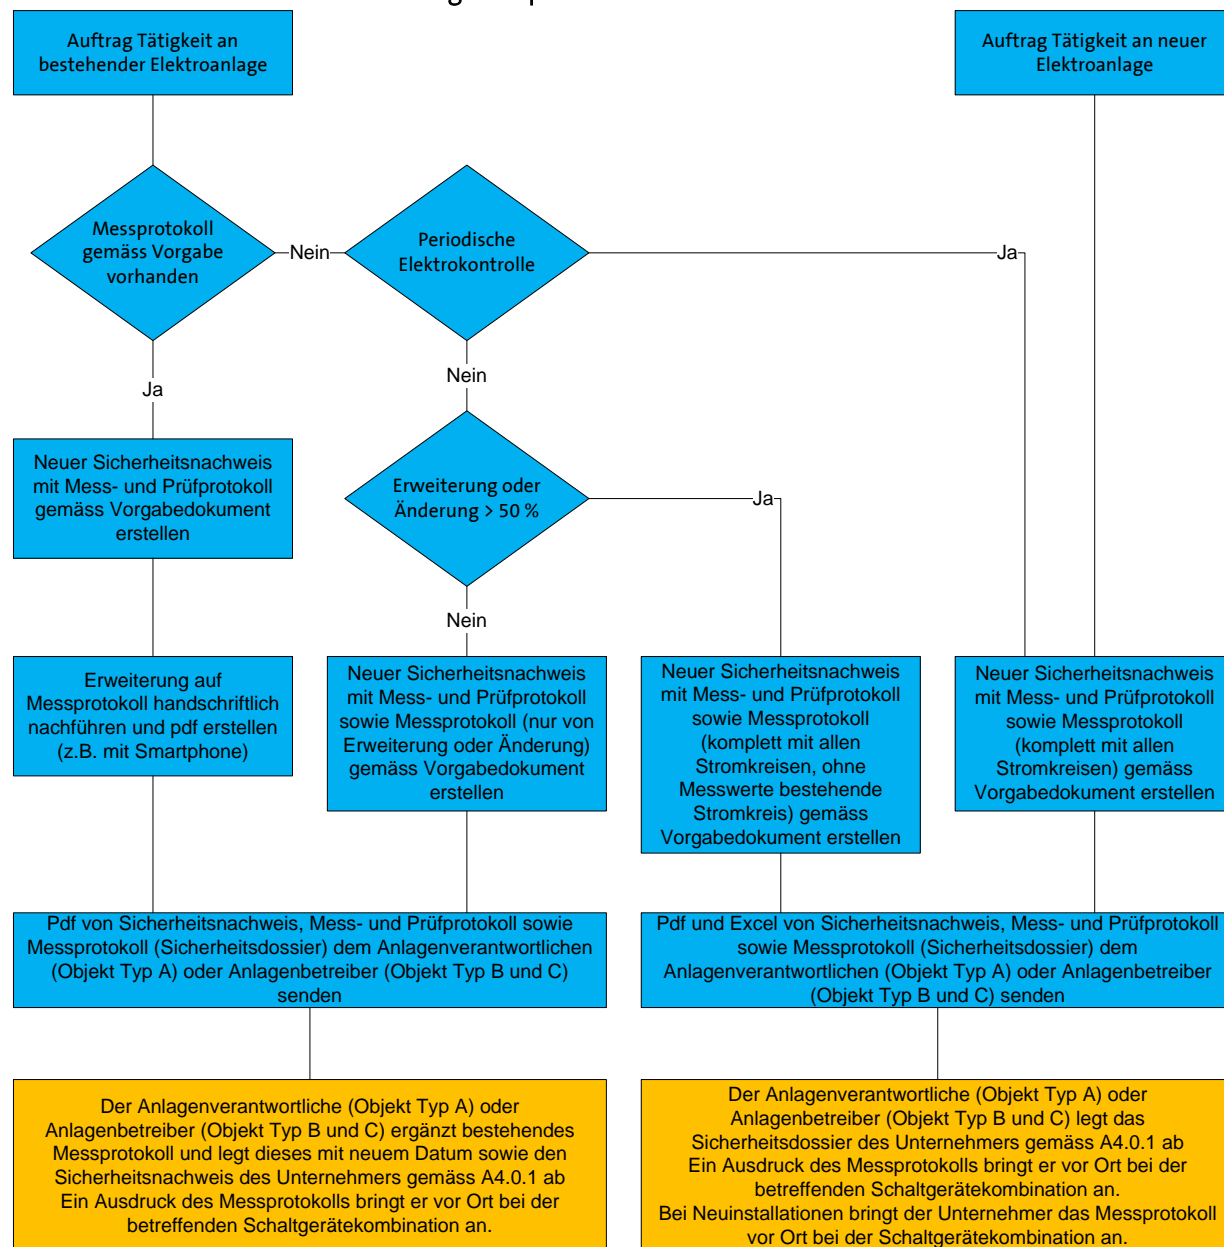 Auftrag Tätigkeit an
bestehender Elektroanlage
Auftrag Tätigkeit an neuer
Elektroanlage
Messprotokoll
gemäss Vorgabe
vorhanden
Nein
Periodische
Elektrokontrolle
Ja
Ja
Nein
Neuer Sicherheitsnachweis
mit Mess- und Prüfprotokoll
gemäss Vorgabedokument
erstellen
Erweiterung oder
Änderung > 50 %
Ja
Nein
Erweiterung auf
Messprotokoll handschriftlich
nachführen und pdf erstellen
(z.B. mit Smartphone)
Neuer Sicherheitsnachweis
mit Mess- und Prüfprotokoll
sowie Messprotokoll (nur von
Erweiterung oder Änderung)
gemäss Vorgabedokument
erstellen
Neuer Sicherheitsnachweis
mit Mess- und Prüfprotokoll
sowie Messprotokoll
(komplett mit allen
Stromkreisen, ohne
Messwerte bestehende
Stromkreis) gemäss
Vorgabedokument erstellen
Neuer Sicherheitsnachweis
mit Mess- und Prüfprotokoll
sowie Messprotokoll
(komplett mit allen
Stromkreisen) gemäss
Vorgabedokument erstellen
Pdf von Sicherheitsnachweis, Mess- und Prüfprotokoll sowie
Messprotokoll (Sicherheitsdossier) dem Anlagenverantwortlichen
(Objekt Typ A) oder Anlagenbetreiber (Objekt Typ B und C)
senden
Pdf und Excel von Sicherheitsnachweis, Mess- und Prüfprotokoll
sowie Messprotokoll (Sicherheitsdossier) dem
Anlagenverantwortlichen (Objekt Typ A) oder Anlagenbetreiber
(Objekt Typ B und C) senden
Der Anlagenverantwortliche (Objekt Typ A) oder
Anlagenbetreiber (Objekt Typ B und C) ergänzt bestehendes
Messprotokoll und legt dieses mit neuem Datum sowie den
Sicherheitsnachweis des Unternehmers gemäss A4.0.1 ab
Ein Ausdruck des Messprotokolls bringt er vor Ort bei der
betreffenden Schaltgerätekombination an.
Der Anlagenverantwortliche (Objekt Typ A) oder
Anlagenbetreiber (Objekt Typ B und C) legt das
Sicherheitsdossier des Unternehmers gemäss A4.0.1 ab
Ein Ausdruck des Messprotokolls bringt er vor Ort bei der
betreffenden Schaltgerätekombination an.
Bei Neuinstallationen bringt der Unternehmer das Messprotokoll
vor Ort bei der Schaltgerätekombination an.